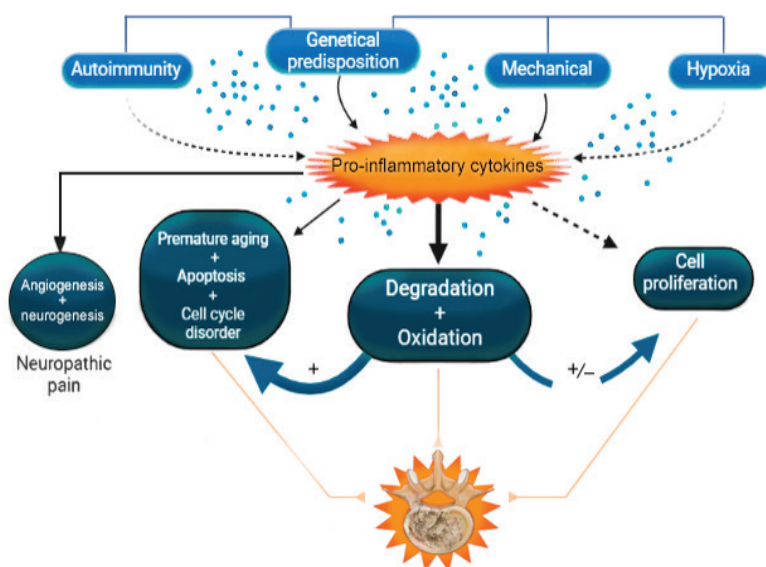 Genetical
predisposition
Autoimmunity
Mechanical
Hypoxia
Pro-inflammatory cytokines
Premature aging
+
Apoptosis
+
Cell cycle
disorder
Degradation
+
Oxidation
Cell
proliferation
Angiogenesis
+
neurogenesis
Neuropathic
pain
+
+/–